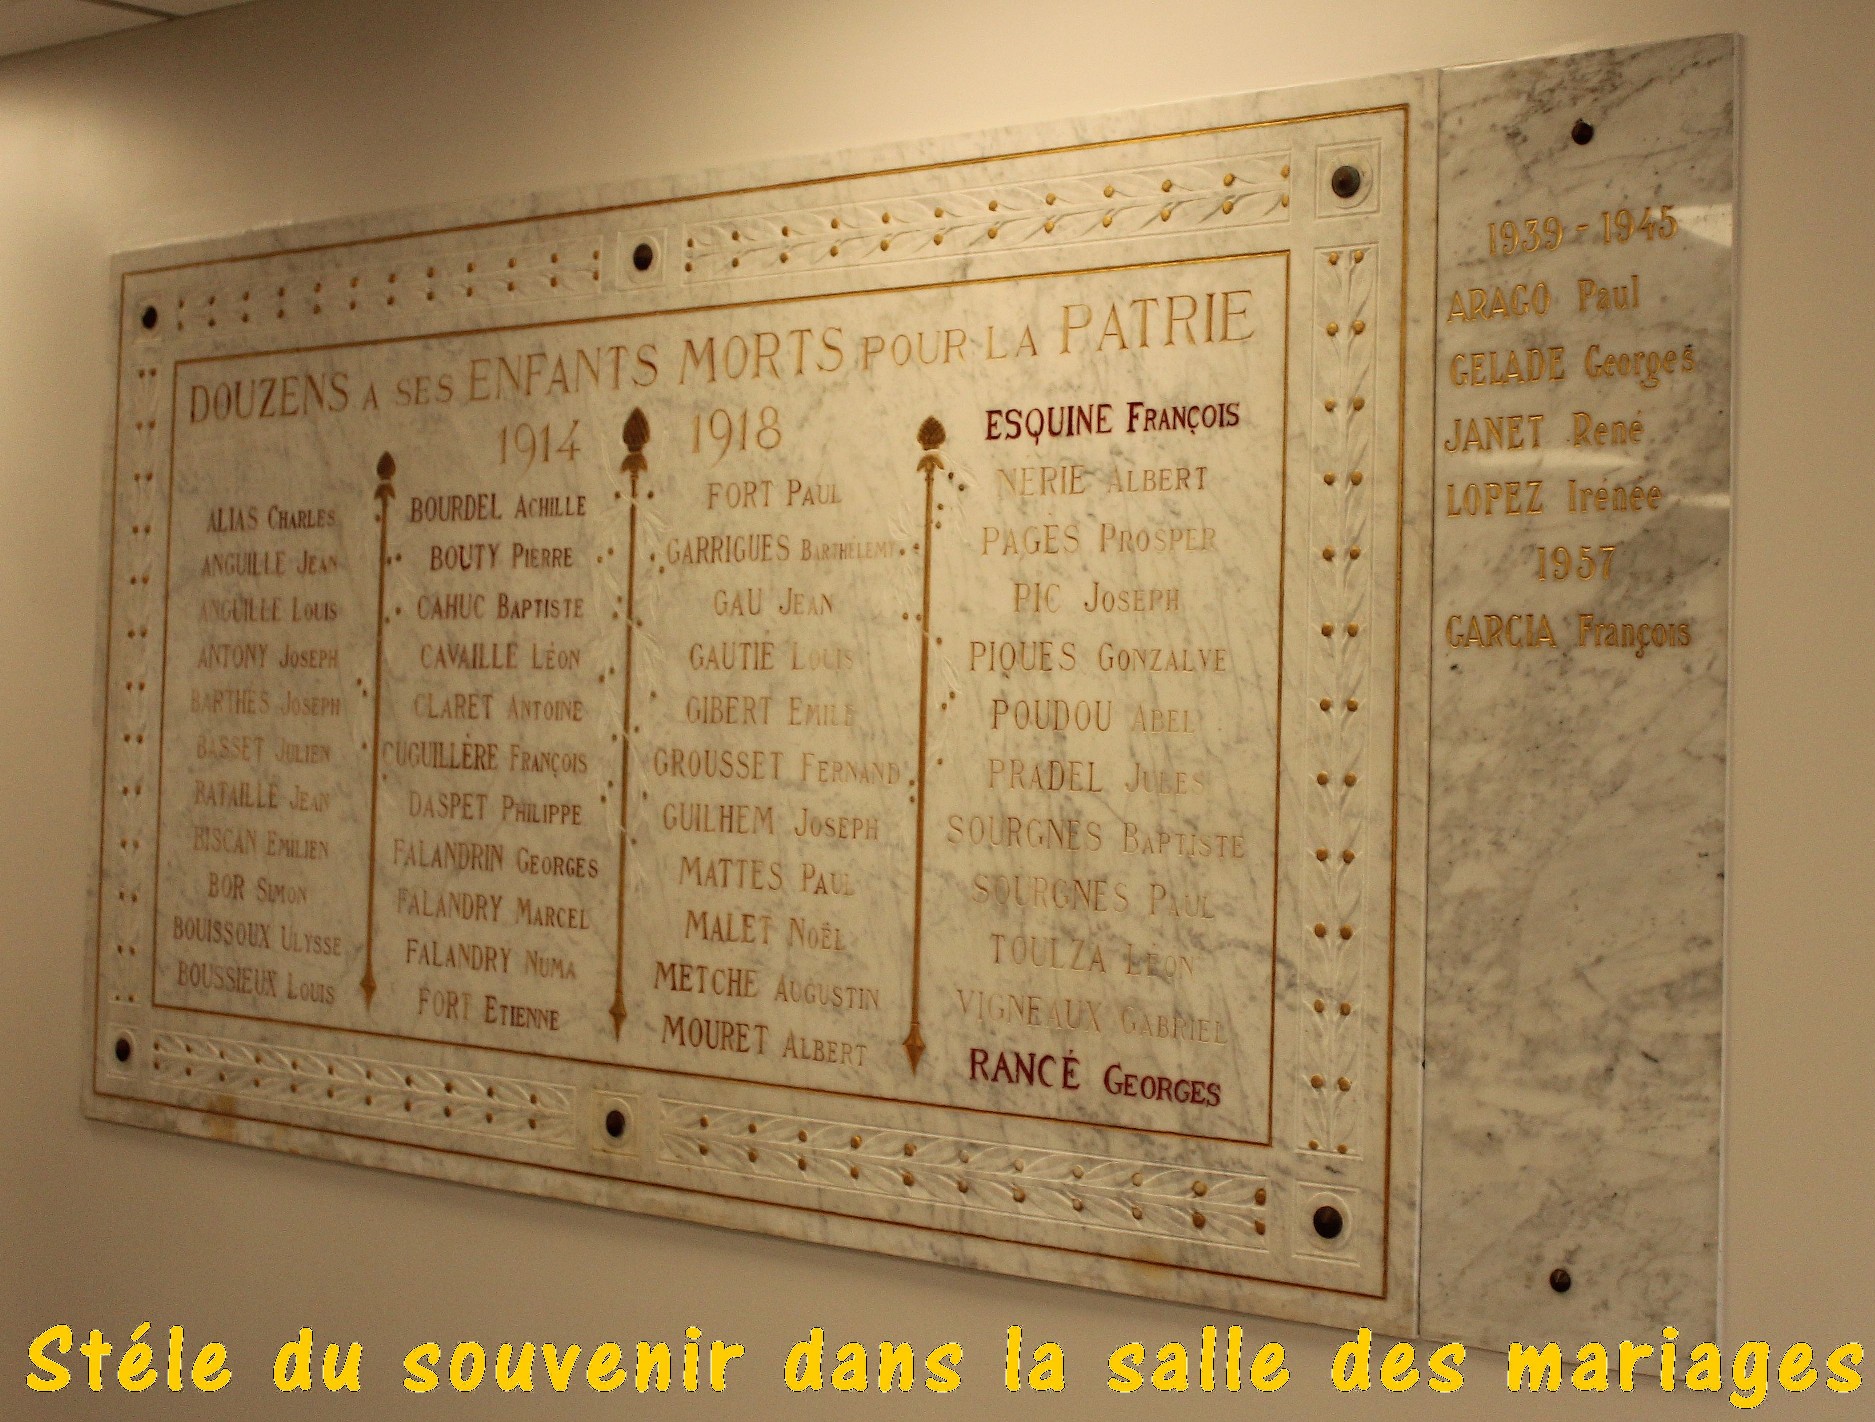 DOUZENS A SES ENFANTS MORTS POUR LA PATRIE
1914 1918
ALIAS CHARLES
ANGUILLE JEAN
ANGUILLE LOUIS
ANTONY JOSEPH
BARTHES JOSEPH
BASSET JULIEN
BATAILLE JEAN
BISCAN EMILIEN
BOR SIMON
BOUISSOUX ULYSSE
BOUSSIEUX LOUIS
BOURDEL ACHILLE
BOUTY PIERRE
CAHUC BAPTISTE
CAVAILLE LÉON
CLARET ANTOINE
CUGUILLÈRE FRANÇOIS
DASPET PHILIPPE
FALANDRIN GEORGES
FALANDRY MARCEL
FALANDRY NUMA
FORT ETIENNE
FORT PAUL
GARRIGUES BARTHÉLEMY
GAU JEAN
GAUTIÉ LOUIS
GIBERT EMILE
GROUSSET FERNAND
GUILHEM JOSEPH
MATTES PAUL
MALET NOËL
METCHE AUGUSTIN
MOURET ALBERT
ESQUINE FRANÇOIS
NERIE ALBERT
PAGÈS PROSPER
PIC JOSEPH
PIQUES GONZALVE
POUDOU ABEL
PRADEL JULES
SOURGNES BAPTISTE
SOURGNES PAUL
TOULZA LÉON
VIGNEAUX GABRIEL
RANCÉ GEORGES
1939 - 1945
ARAGO Paul
GELADE Georges
JANET René
LOPEZ Irénée
1957
GARCIA François
Stéle du souvenir dans la salle des mariages